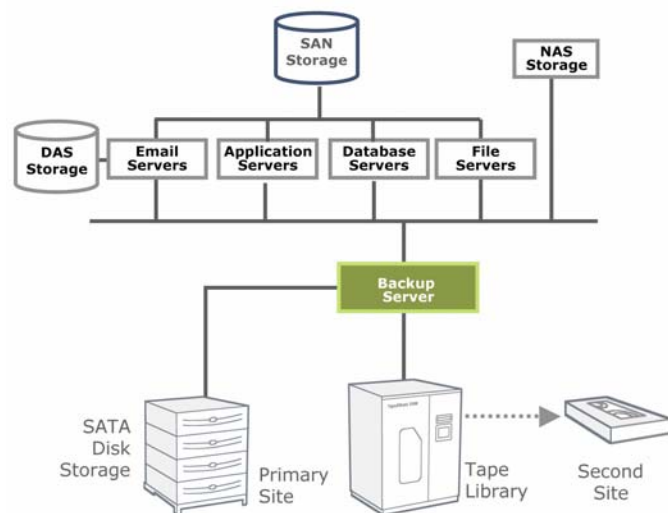 SAN
Storage
NAS
Storage
DAS
Storage
Email
Servers
Application
Servers
Database
Servers
File
Servers
Backup
Server
SATA
Disk
Storage
Primary
Site
Tape
Library
Second
Site